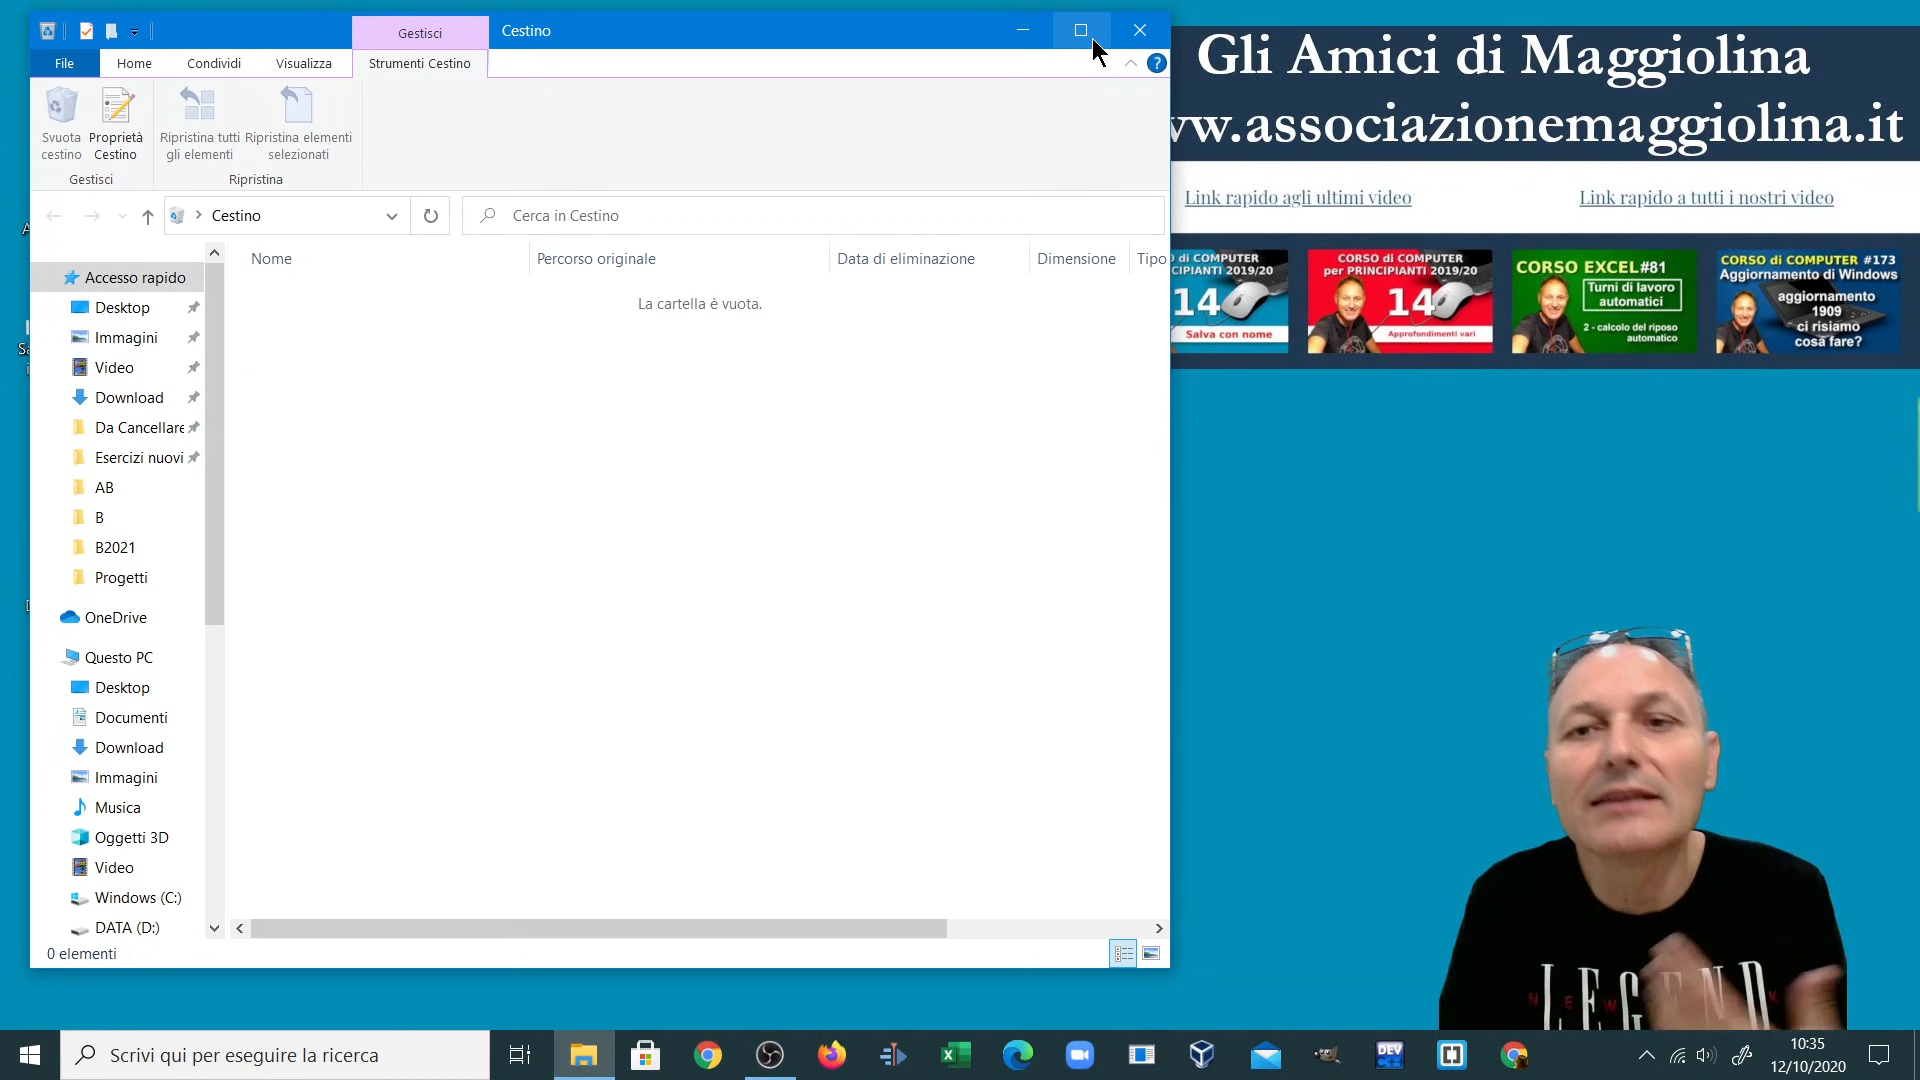 Gestisci
Cestino
File
Home
Condividi
Visualizza
Strumenti Cestino
?
Svuota
cestino
Proprietà
Cestino
Ripristina tutti
gli elementi
Ripristina elementi
selezionati
Gestisci
Ripristina
Cestino
Cerca in Cestino
Nome
Percorso originale
Data di eliminazione
Dimensione
Tipo
La cartella è vuota.
Accesso rapido
Desktop
Immagini
Video
Download
Da Cancellare
Esercizi nuovi
AB
B
B2021
Progetti
OneDrive
Questo PC
Desktop
Documenti
Download
Immagini
Musica
Oggetti 3D
Video
Windows (C:)
DATA (D:)
0 elementi
Gli Amici di Maggiolina
ww.associazionemaggiolina.it
Link rapido agli ultimi video
Link rapido a tutti i nostri video
di COMPUTER
CIPIANTI 2019/20
14
Salva con nome
CORSO di COMPUTER
per PRINCIPIANTI 2019/20
14
Approfondimenti vari
CORSO EXCEL#81
Turni di lavoro
automatici
2 - calcolo del riposo
automatico
CORSO di COMPUTER #173
Aggiornamento di Windows
aggiornamento
1909
ci risiamo
cosa fare?
LEGEND
Scrivi qui per eseguire la ricerca
DEV
10:35
12/10/2020